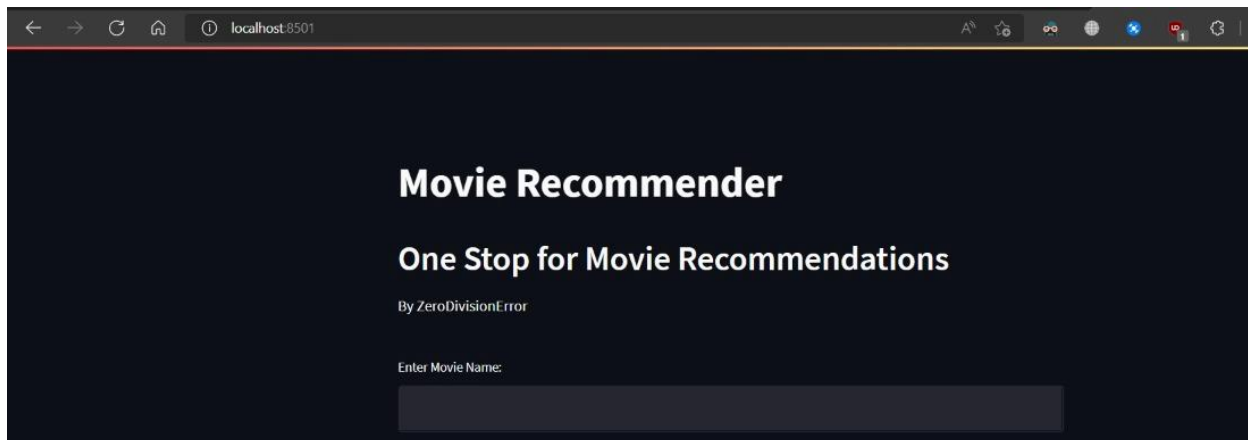 localhost:8501
Movie Recommender
One Stop for Movie Recommendations
By ZeroDivisionError
Enter Movie Name: